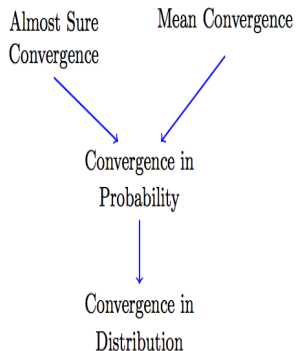 Almost Sure
Convergence
Mean Convergence
Convergence in
Probability
Convergence in
Distribution